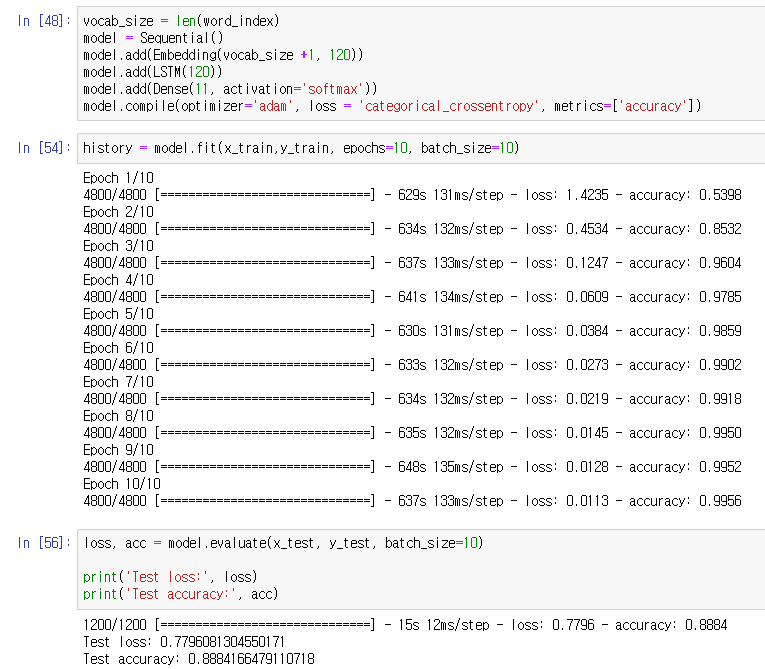 In [48]: vocab_size = len(word_index)
model = Sequential()
model.add(Embedding(vocab_size +1, 120))
model.add(LSTM(120))
model.add(Dense(11, activation='softmax'))
model.compile(optimizer='adam', loss = 'categorical_crossentropy', metrics=['accuracy'])
In [54]: history = model.fit(x_train,y_train, epochs=10, batch_size=10)
Epoch 1/10
4800/4800 [==============================] - 629s 131ms/step - loss: 1.4235 - accuracy: 0.5398
Epoch 2/10
4800/4800 [==============================] - 634s 132ms/step - loss: 0.4534 - accuracy: 0.8532
Epoch 3/10
4800/4800 [==============================] - 637s 133ms/step - loss: 0.1247 - accuracy: 0.9604
Epoch 4/10
4800/4800 [==============================] - 641s 134ms/step - loss: 0.0609 - accuracy: 0.9785
Epoch 5/10
4800/4800 [==============================] - 630s 131ms/step - loss: 0.0384 - accuracy: 0.9859
Epoch 6/10
4800/4800 [==============================] - 633s 132ms/step - loss: 0.0273 - accuracy: 0.9902
Epoch 7/10
4800/4800 [==============================] - 634s 132ms/step - loss: 0.0219 - accuracy: 0.9918
Epoch 8/10
4800/4800 [==============================] - 635s 132ms/step - loss: 0.0145 - accuracy: 0.9950
Epoch 9/10
4800/4800 [==============================] - 648s 135ms/step - loss: 0.0128 - accuracy: 0.9952
Epoch 10/10
4800/4800 [==============================] - 637s 133ms/step - loss: 0.0113 - accuracy: 0.9956
In [56]: loss, acc = model.evaluate(x_test, y_test, batch_size=10)
print('Test loss:', loss)
print('Test accuracy:', acc)
1200/1200 [==============================] - 15s 12ms/step - loss: 0.7796 - accuracy: 0.8884
Test loss: 0.7796081304550171
Test accuracy: 0.8884166479110718